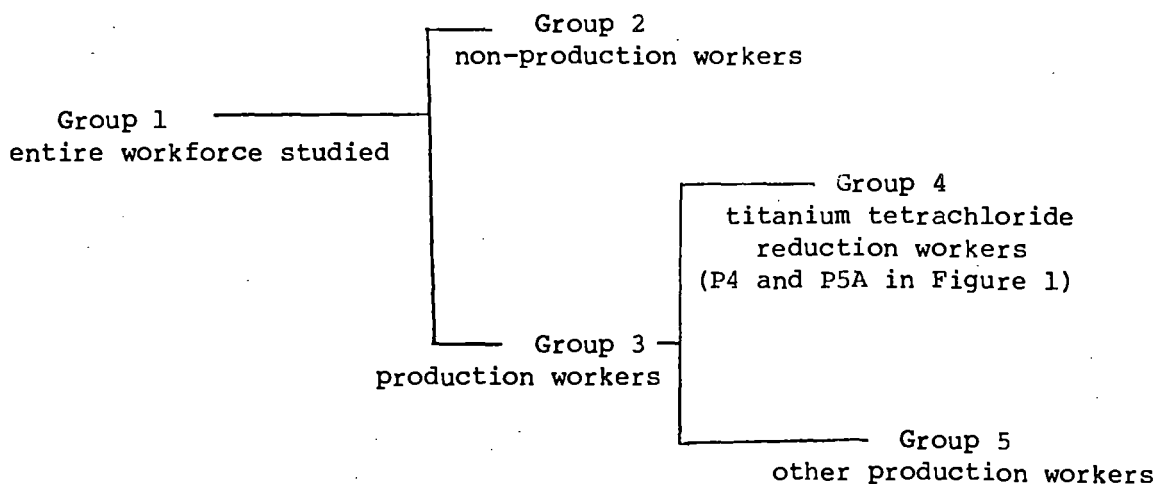 Group 2
non-production workers
Group 1
entire workforce studied
Group 4
titanium tetrachloride
reduction workers
(P4 and P5A in Figure 1)
Group 3
production workers
Group 5
other production workers